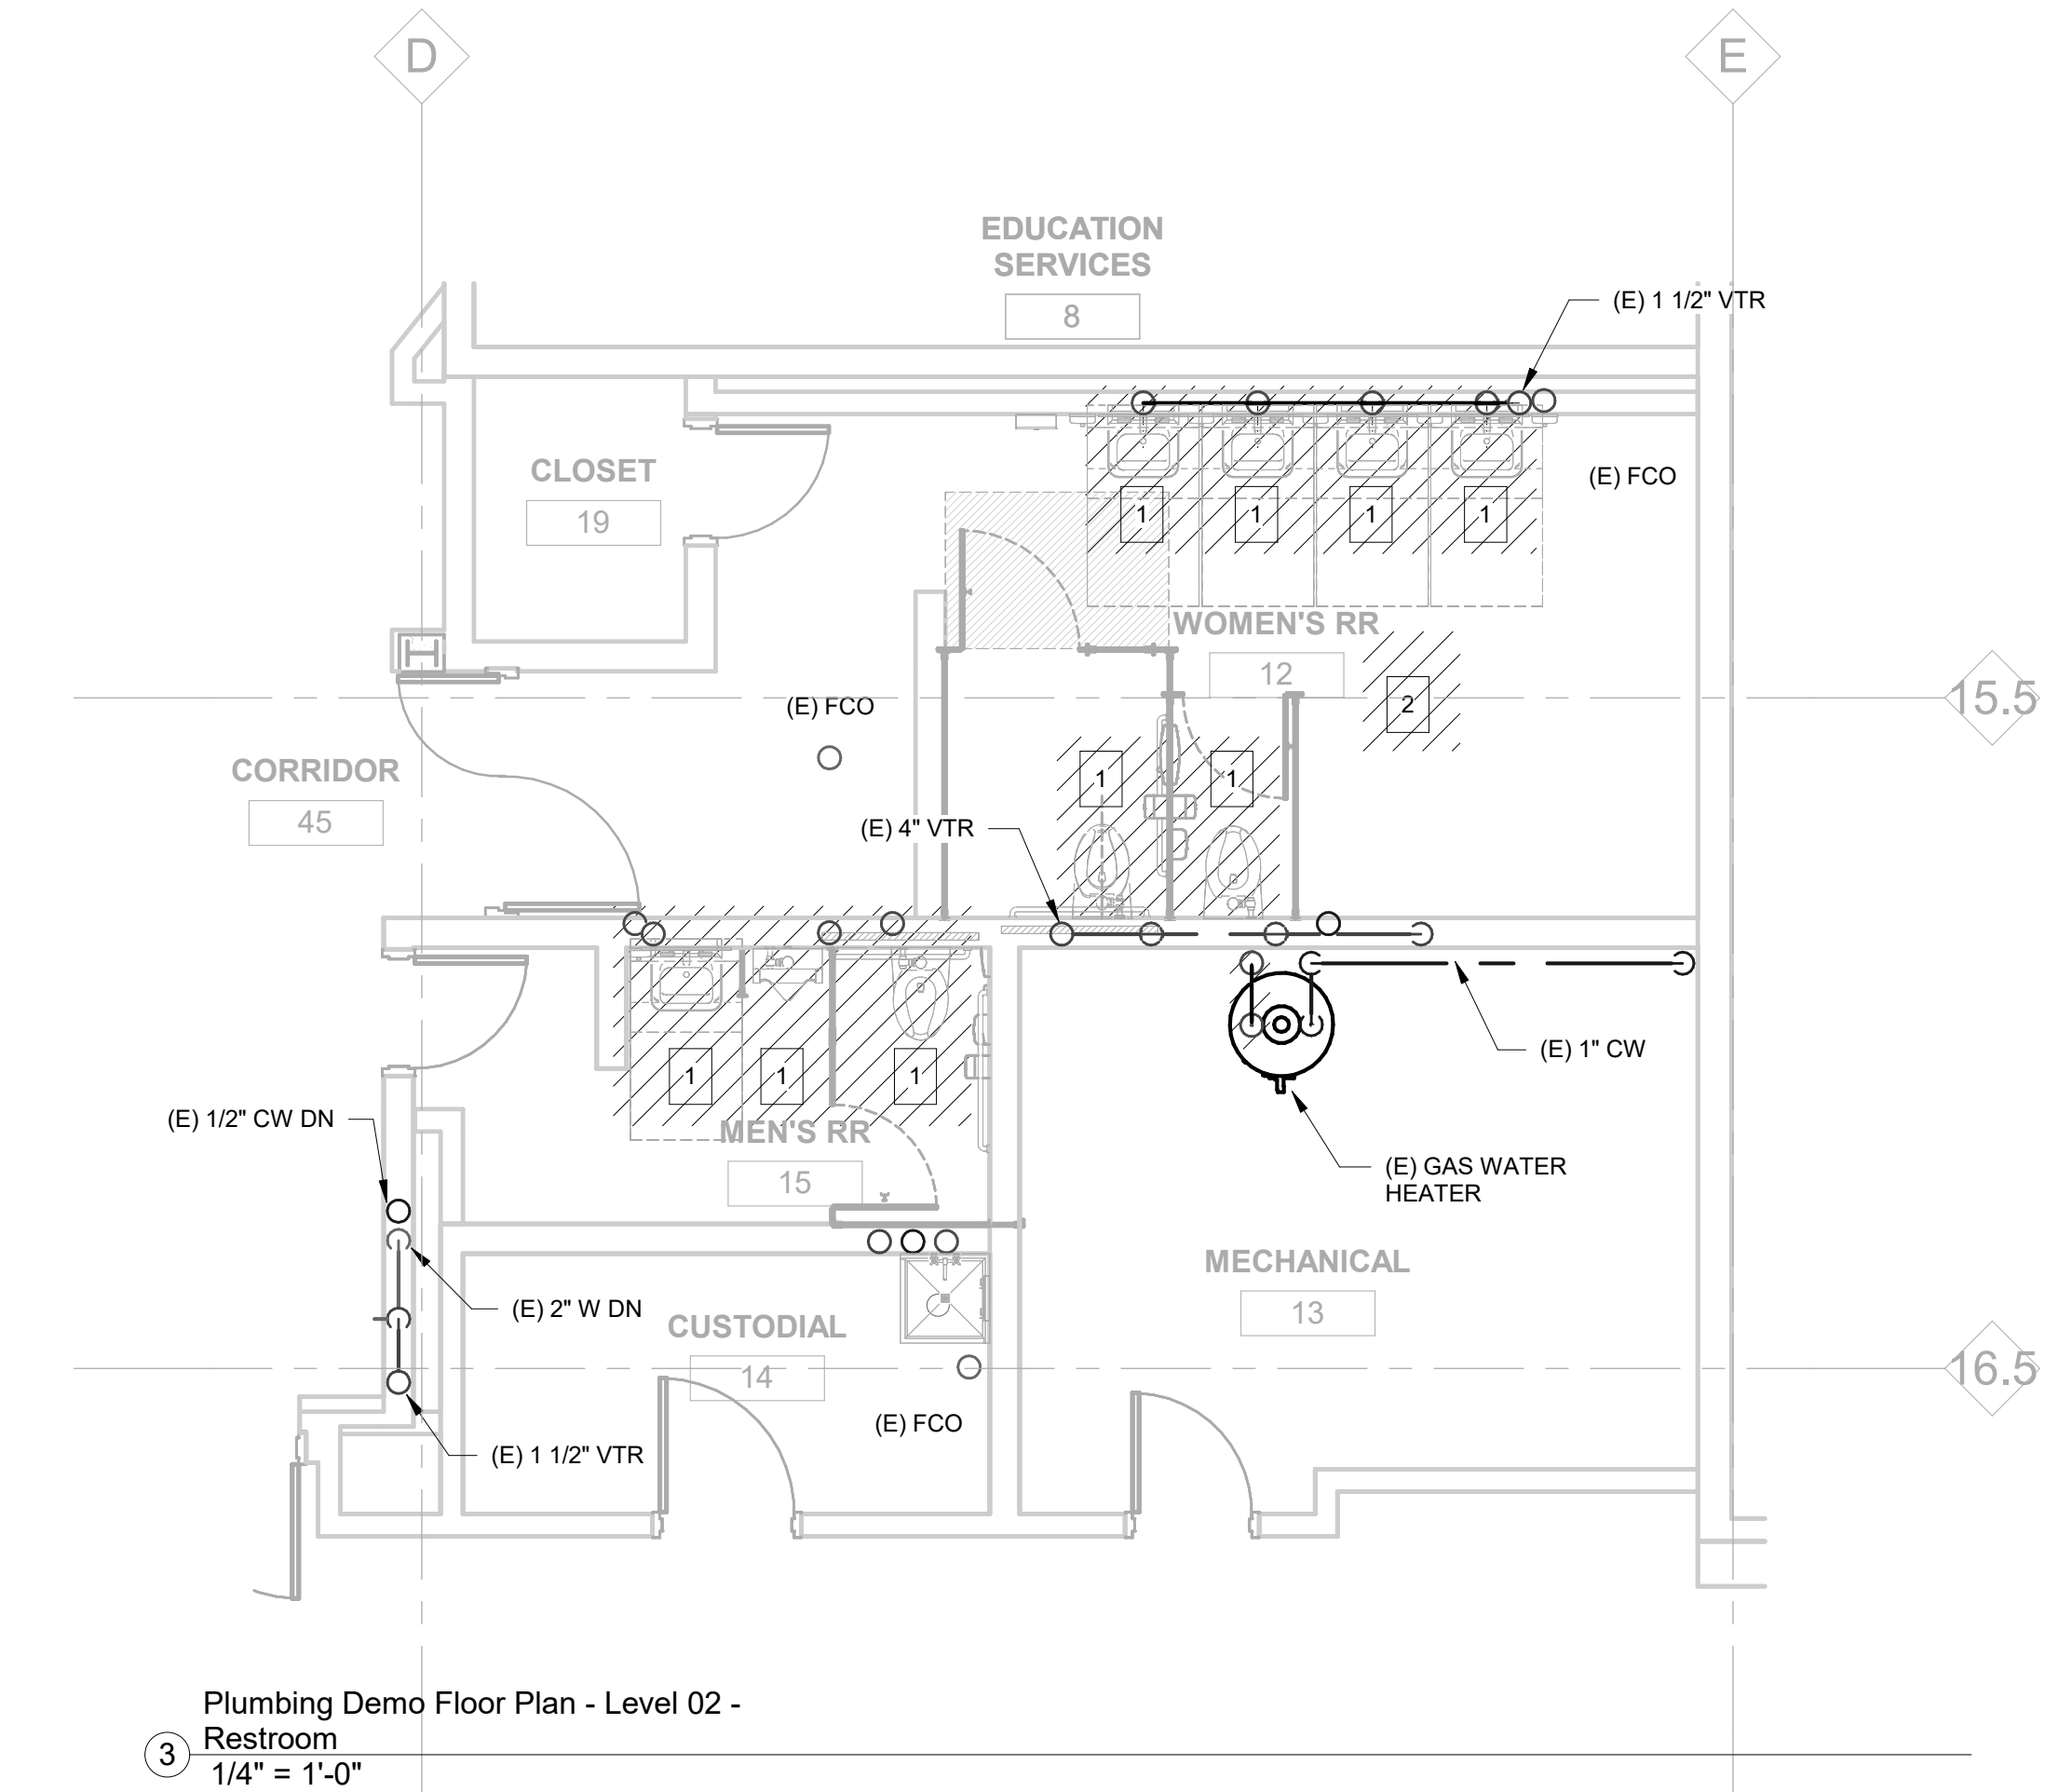 D
E
EDUCATION
SERVICES
8
(E) 1 1/2" VTR
CLOSET
19
(E) FCO
1
1
1
1
WOMEN'S RR
12
2
15.5
(E) FCO
CORRIDOR
45
1
1
(E) 4" VTR
(E) 1" CW
1
1
1
(E) 1/2" CW DN
MEN'S RR
15
(E) GAS WATER
HEATER
MECHANICAL
13
(E) 2" W DN
CUSTODIAL
14
16.5
(E) FCO
(E) 1 1/2" VTR
Plumbing Demo Floor Plan - Level 02 -
Restroom
3
1/4" = 1'-0"